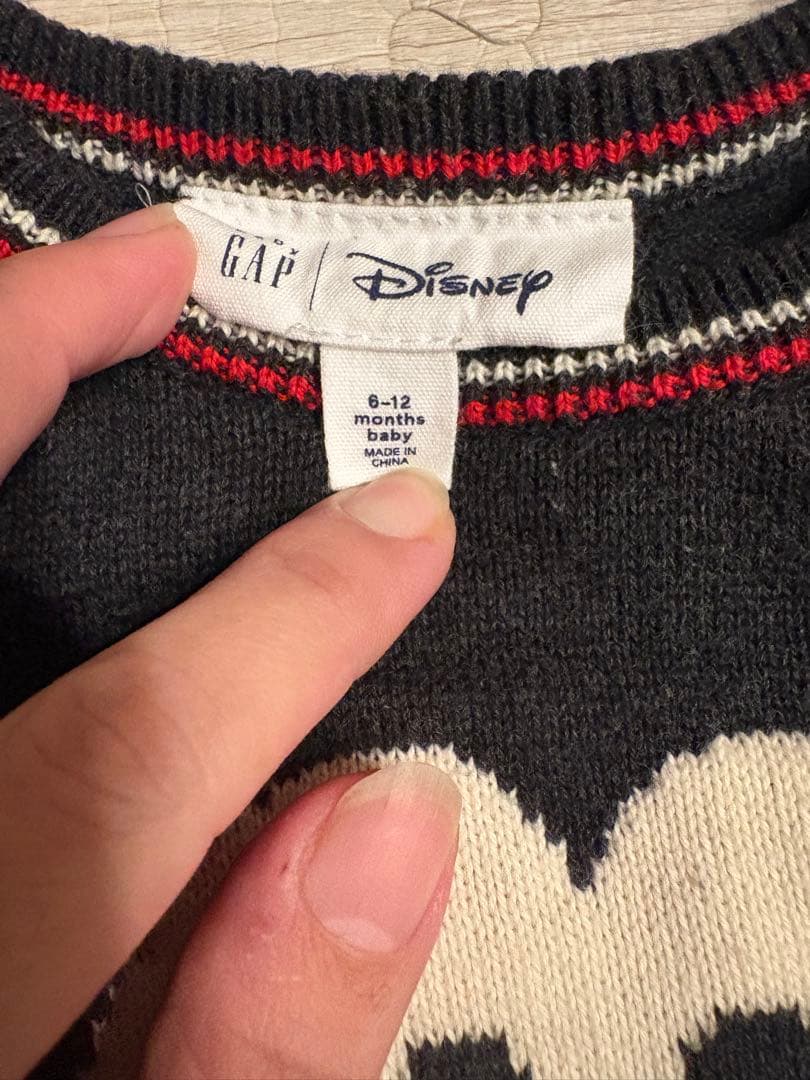 GAP | Disney
6-12
months
baby
MADE IN
CHINA